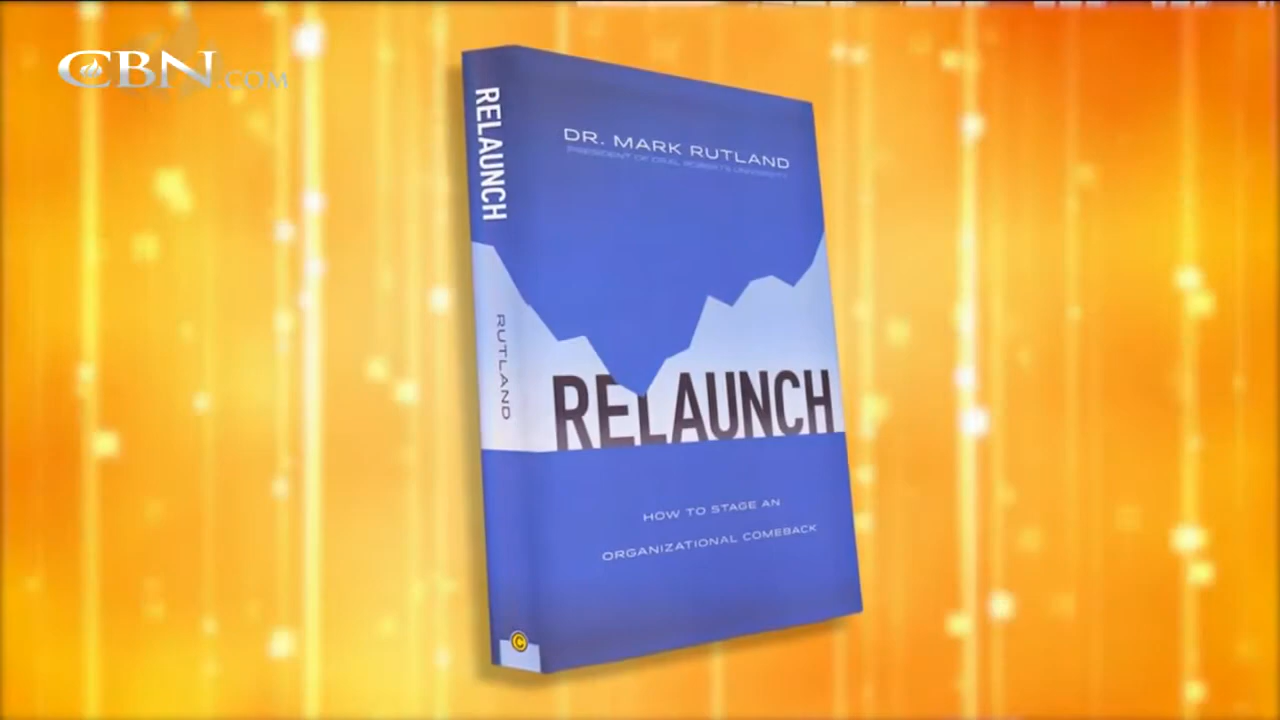 CBN.COM
RELAUNCH
RUTLAND
C
DR. MARK RUTLAND
PRESIDENT OF ORAL ROBERTS UNIVERSITY
RELAUNCH
HOW TO STAGE AN
ORGANIZATIONAL COMEBACK